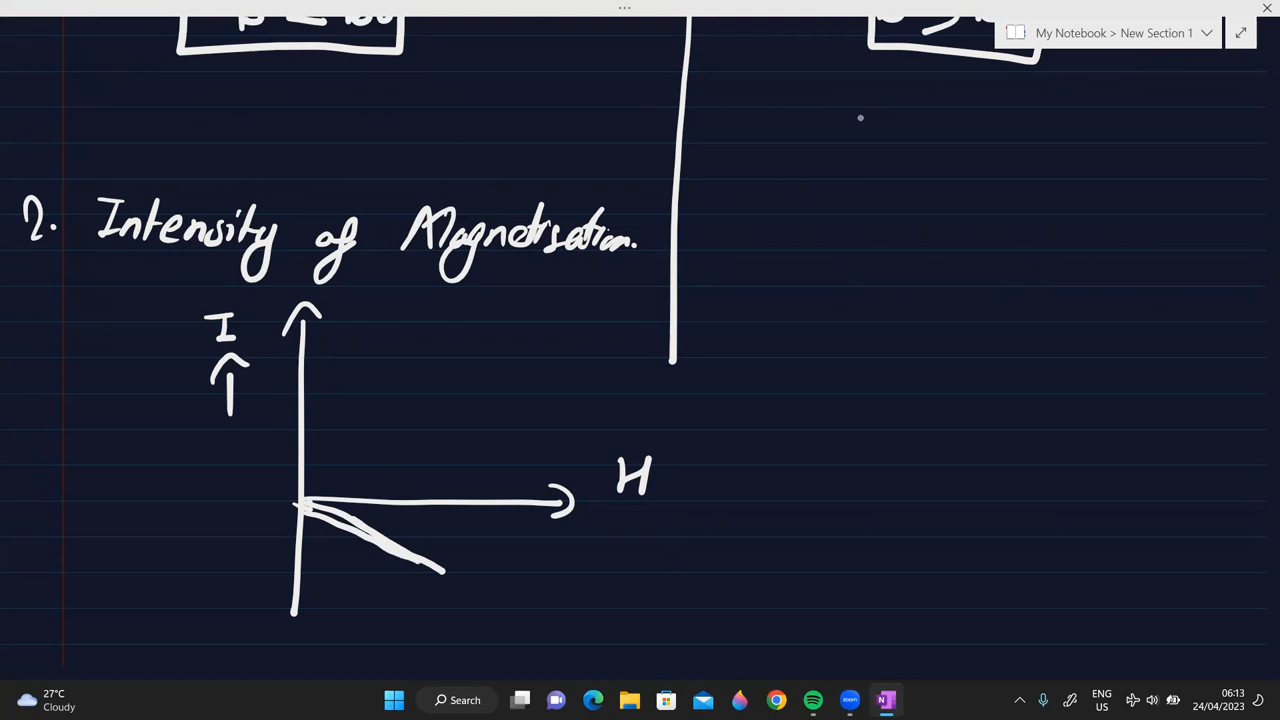 My Notebook > New Section 1
2. Intensity of Magnetisation.
I
H
27°C
Cloudy
Search
zoom
N
ENG
US
06:13
24/04/2023